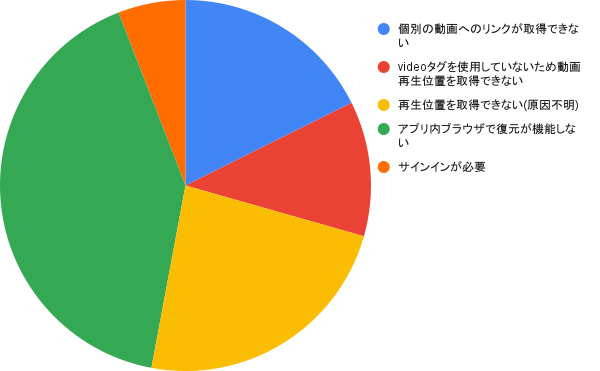 個別の動画へのリンクが取得できな
い
videoタグを使用していないため動画
再生位置を取得できない
再生位置を取得できない(原因不明)
アプリ内ブラウザで復元が機能しな
い
サインインが必要